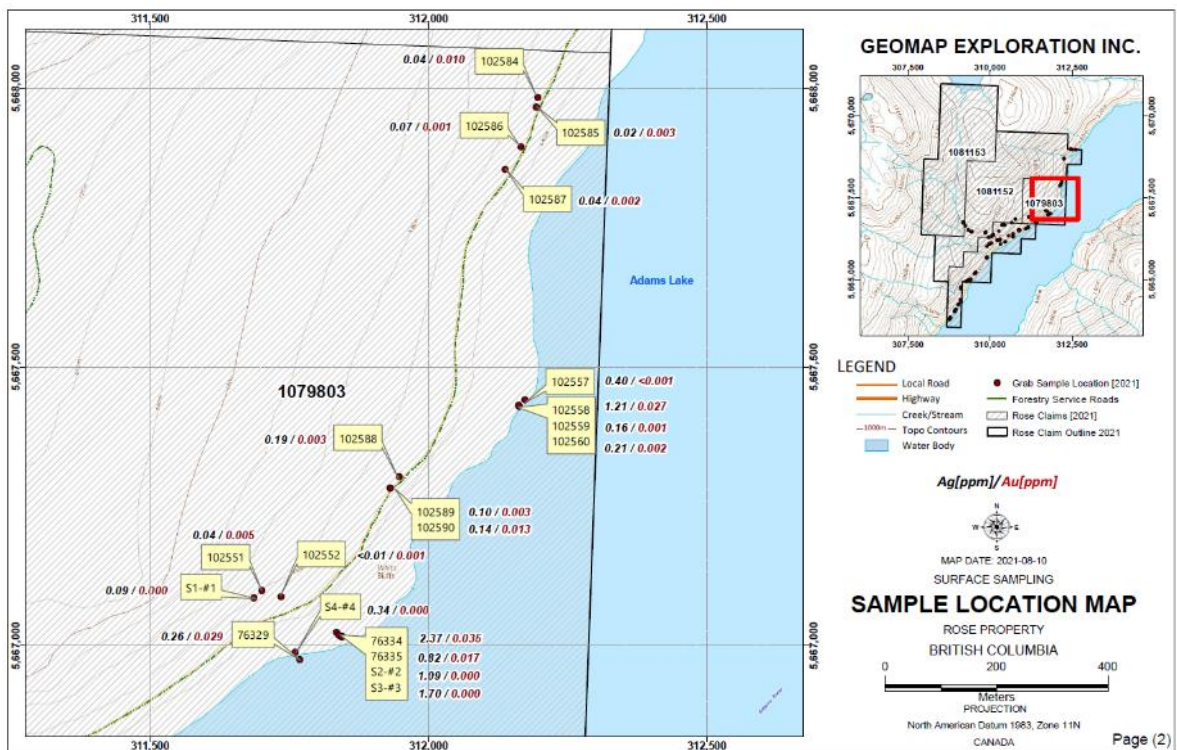 311,500
312,000
312,500
5,668,000
5,668,000
5,667,500
5,667,500
5,667,000
5,667,000
0.04 / 0.010
102584
0.07 / 0.001
102586
102585
0.02 / 0.003
102587
0.04 / 0.002
Adams Lake
1079803
102557
0.40 / <0.001
102558
1.21 / 0.027
102559
0.16 / 0.001
102560
0.21 / 0.002
0.19 / 0.003
102588
102589
0.10 / 0.003
102590
0.14 / 0.013
0.04 / 0.005
102551
102552
<0.01 / 0.001
White
Bluffs
0.09 / 0.000
S1-#1
S4-#4
0.34 / 0.000
0.26 / 0.029
76329
76334
2.37 / 0.035
76335
0.82 / 0.017
S2-#2
1.09 / 0.000
S3-#3
1.70 / 0.000
311,500
312,000
312,500
GEOMAP EXPLORATION INC.
307,500
310,000
312,500
5,670,000
5,670,000
5,667,500
5,667,500
5,665,000
5,665,000
1081153
1081152
1079803
307,500
310,000
312,500
LEGEND
Local Road
Highway
Creek/Stream
1000m
Topo Contours
Water Body
Grab Sample Location [2021]
Forestry Service Roads
Rose Claims [2021]
Rose Claim Outline 2021
Ag[ppm]/Au[ppm]
N
W
E
S
MAP DATE: 2021-08-10
SURFACE SAMPLING
SAMPLE LOCATION MAP
ROSE PROPERTY
BRITISH COLUMBIA
0
200
400
Meters
PROJECTION
North American Datum 1983, Zone 11N
CANADA
Page (2)